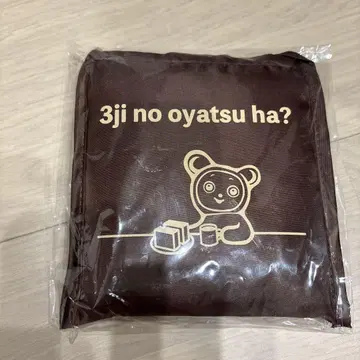 3ji no oyatsu ha?